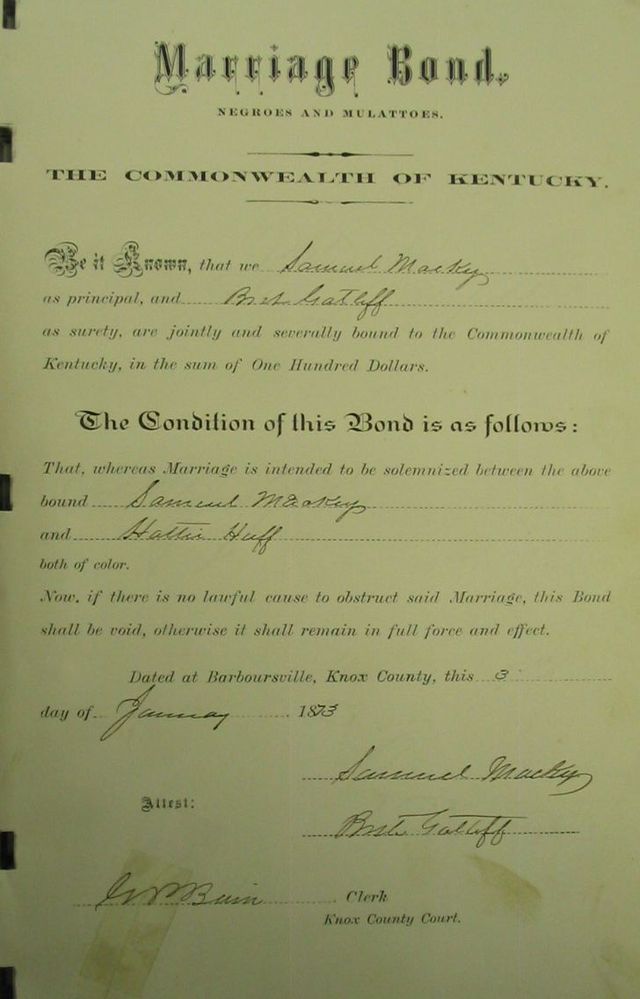 Marriage Bond.
NEGROES AND MULATTOES.
THE COMMONWEALTH OF KENTUCKY.
Be it Known, that we Samuel Mackey
as principal, and Gatliff
as surety, are jointly and severally bound to the Commonwealth of
Kentucky, in the sum of One Hundred Dollars.
The Condition of this Bond is as follows:
That, whereas Marriage is intended to be solemnized between the above
bound Samuel Mackey
and Hattie Huff
both of color.
Now, if there is no lawful cause to obstruct said Marriage, this Bond
shall be void, otherwise it shall remain in full force and effect.
Dated at Barboursville, Knox County, this 3
day of January 1873
Samuel Mackey
Attest:
Gatliff
Clerk
Knox County Court.